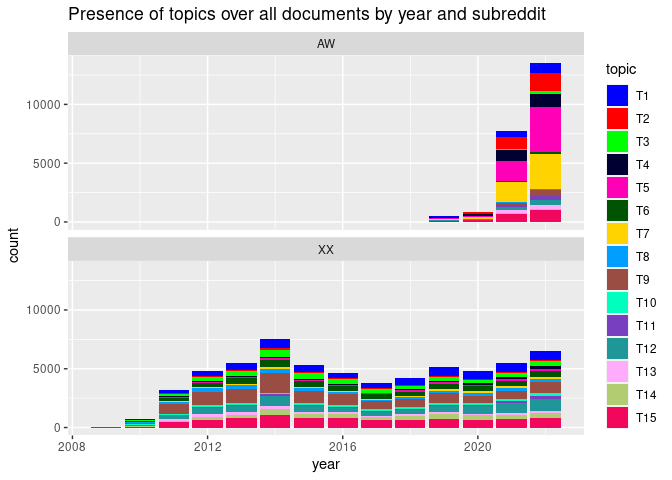 Presence of topics over all documents by year and subreddit
AW
10000
5000
0
XX
10000
5000
0
2008
2012
2016
2020
year
count
topic
T1
T2
T3
T4
T5
T6
T7
T8
T9
T10
T11
T12
T13
T14
T15